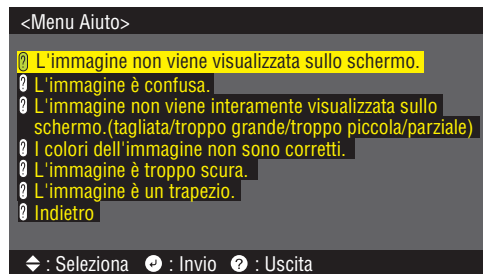 <Menu Aiuto>
? L'immagine non viene visualizzata sullo schermo.
? L'immagine è confusa.
? L'immagine non viene interamente visualizzata sullo
schermo.(tagliata/troppo grande/troppo piccola/parziale)
? I colori dell'immagine non sono corretti.
? L'immagine è troppo scura.
? L'immagine è un trapezio.
? Indietro
: Seleziona : Invio ? : Uscita